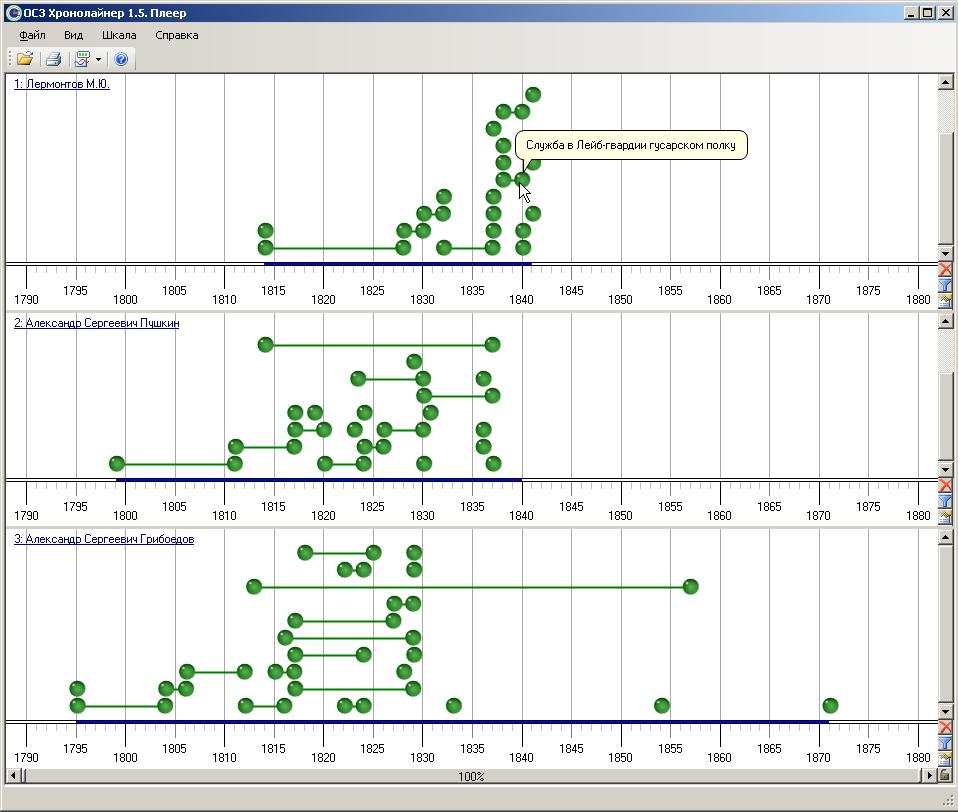 ОС3 Хронолайнер 1.5. Плеер
Файл Вид Шкала Справка
1: Лермонтов М.Ю.
Служба в Лейб-гвардии гусарском полку
1790 1795 1800 1805 1810 1815 1820 1825 1830 1835 1840 1845 1850 1855 1860 1865 1870 1875 1880
2: Александр Сергеевич Пушкин
1790 1795 1800 1805 1810 1815 1820 1825 1830 1835 1840 1845 1850 1855 1860 1865 1870 1875 1880
3: Александр Сергеевич Грибоедов
1790 1795 1800 1805 1810 1815 1820 1825 1830 1835 1840 1845 1850 1855 1860 1865 1870 1875 1880
100%